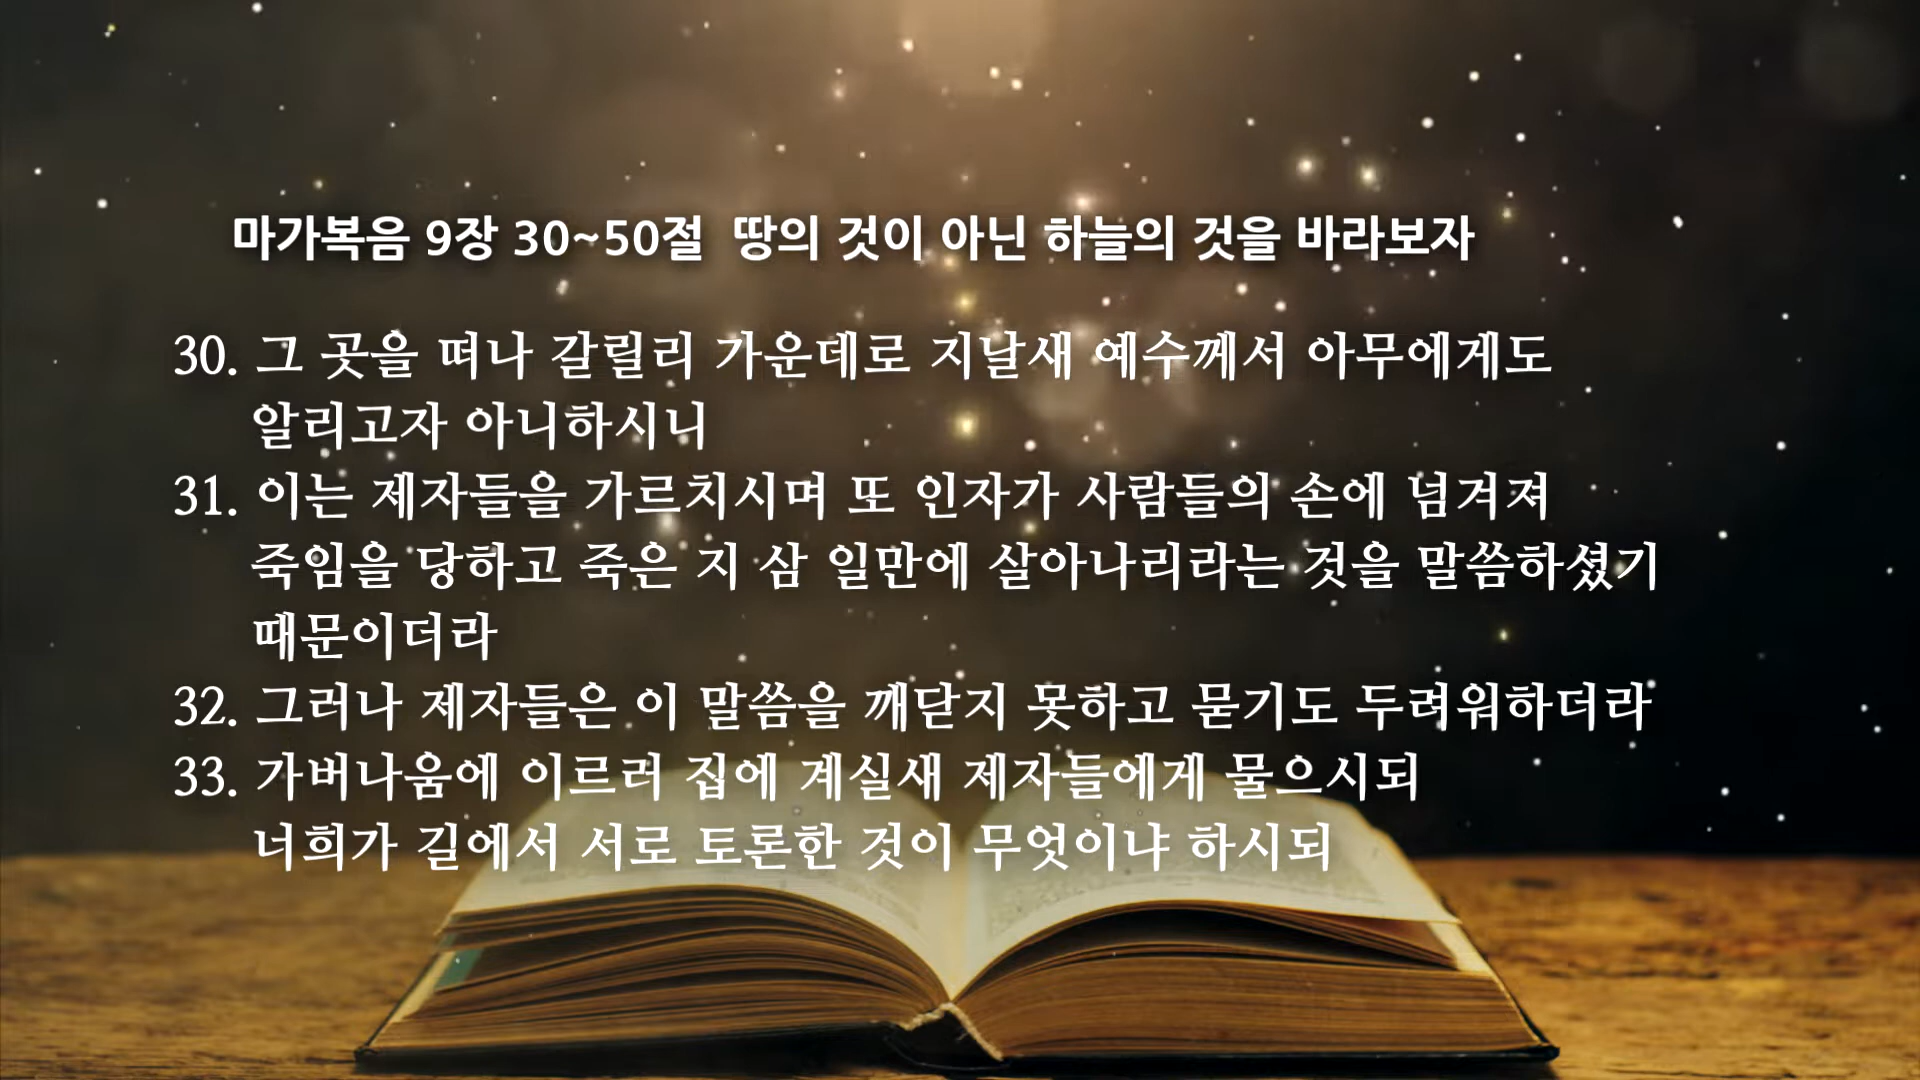 마가복음 9장 30~50절  땅의 것이 아닌 하늘의 것을 바라보자
30. 그 곳을 떠나 갈릴리 가운데로 지날새 예수께서 아무에게도
알리고자 아니하시니
31. 이는 제자들을 가르치시며 또 인자가 사람들의 손에 넘겨져
죽임을 당하고 죽은 지 삼 일만에 살아나리라는 것을 말씀하셨기
때문이더라
32. 그러나 제자들은 이 말씀을 깨닫지 못하고 묻기도 두려워하더라
33. 가버나움에 이르러 집에 계실새 제자들에게 물으시되
너희가 길에서 서로 토론한 것이 무엇이냐 하시되